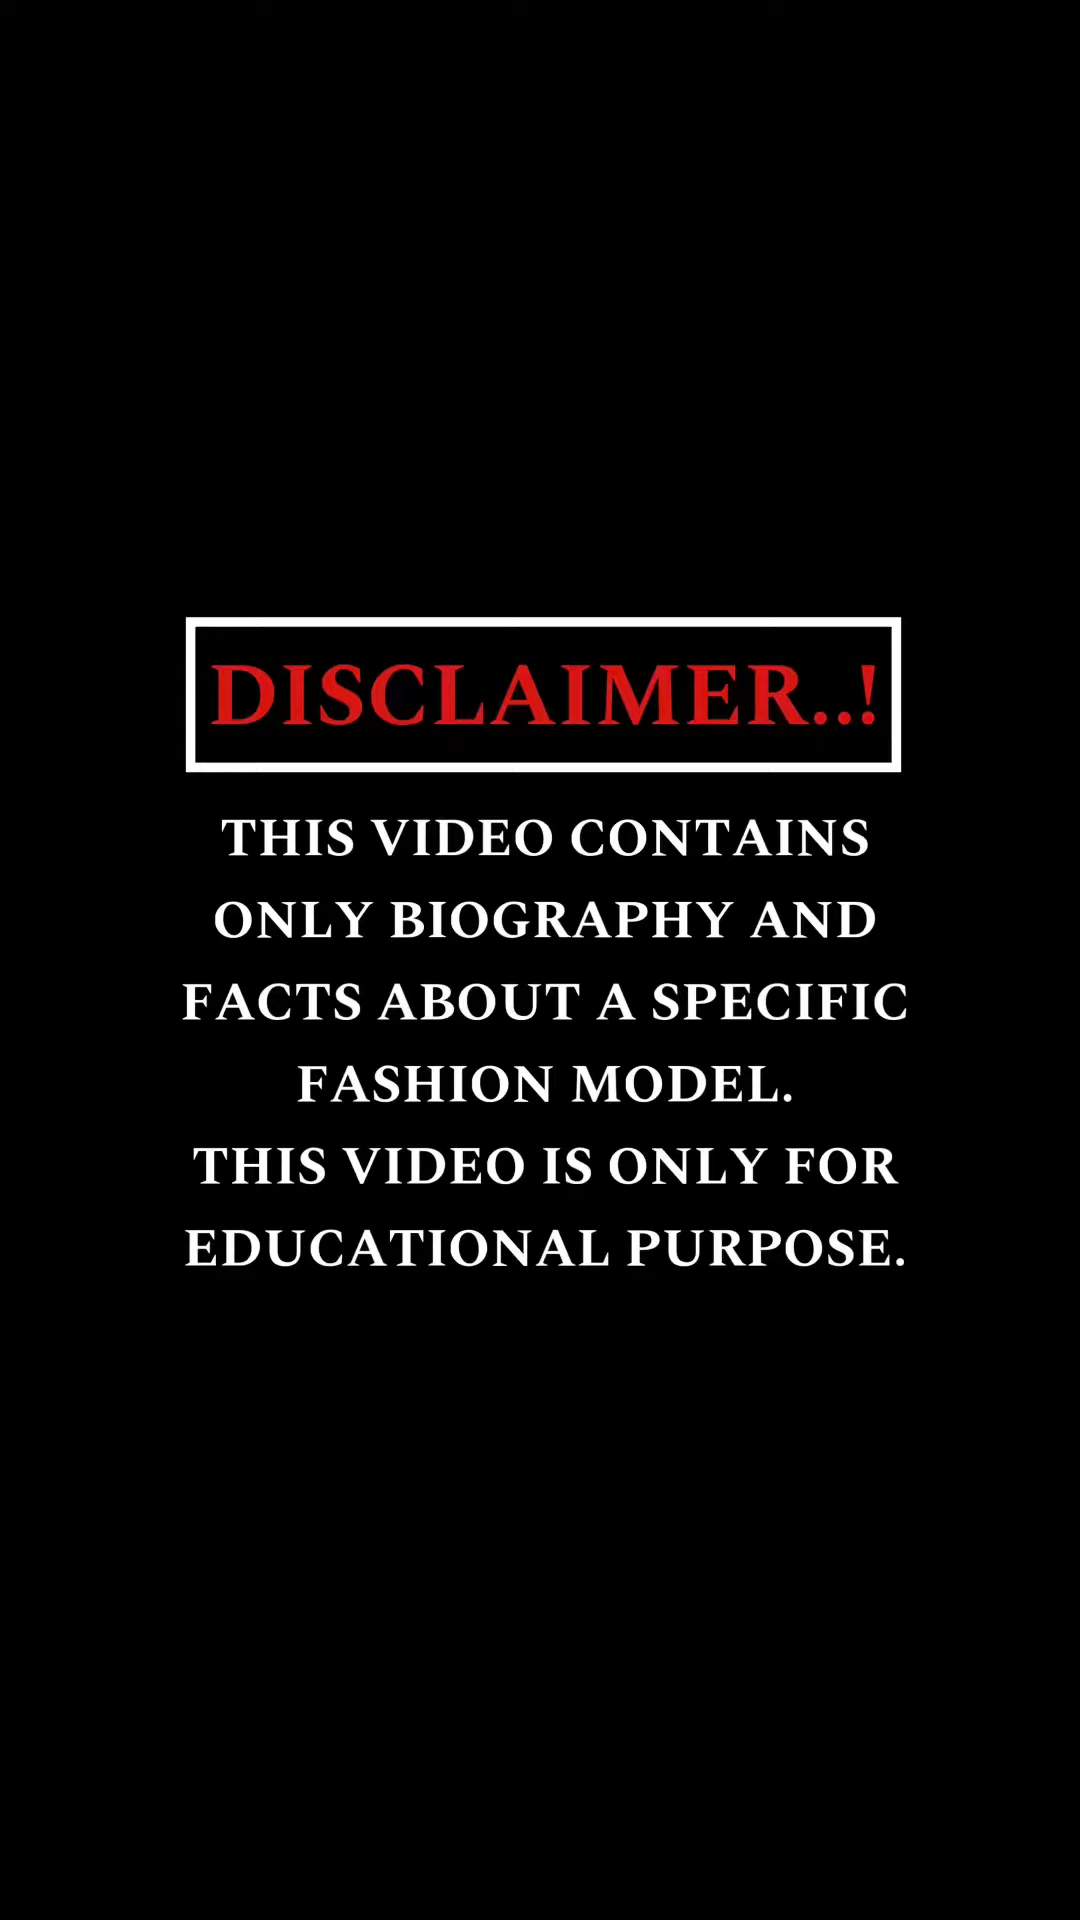 DISCLAIMER..!
THIS VIDEO CONTAINS
ONLY BIOGRAPHY AND
FACTS ABOUT A SPECIFIC
FASHION MODEL.
THIS VIDEO IS ONLY FOR
EDUCATIONAL PURPOSE.